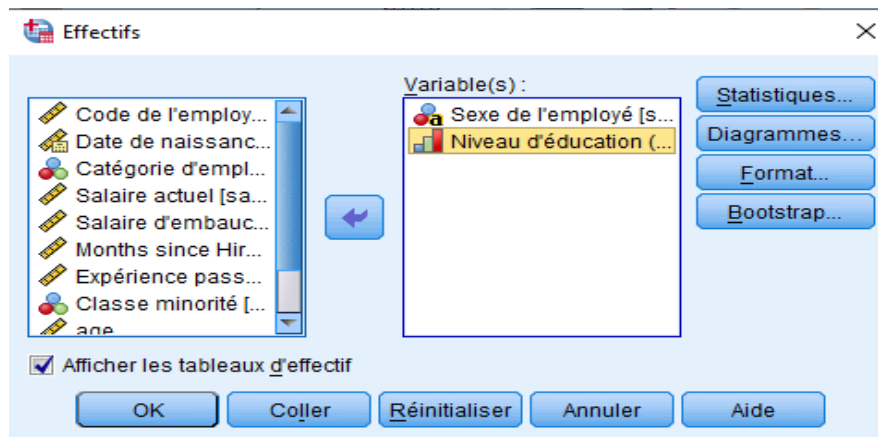 Effectifs
Variable(s) :
Code de l'employ...
Date de naissanc...
Catégorie d'empl...
Salaire actuel [sa...
Salaire d'embauc...
Months since Hir...
Expérience pass...
Classe minorité [...
age
Sexe de l'employé [s...
Niveau d'éducation (...
Statistiques...
Diagrammes...
Format...
Bootstrap...
Afficher les tableaux d'effectif
OK Coller Réinitialiser Annuler Aide